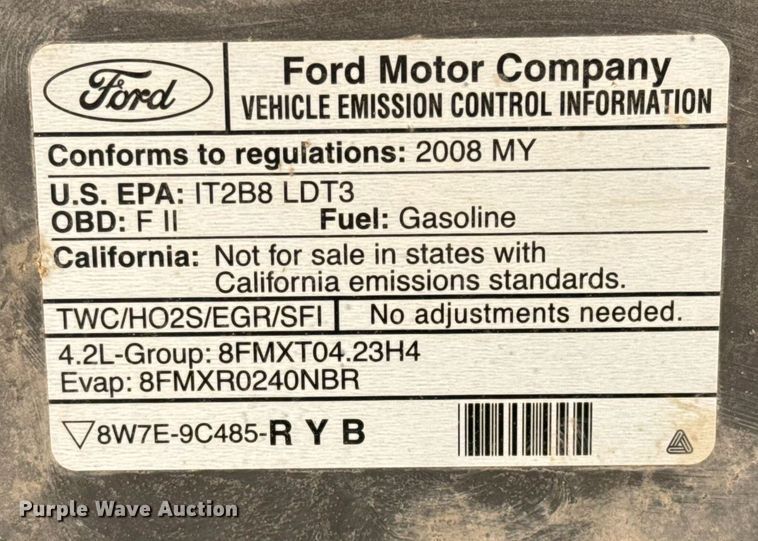 Ford
Ford Motor Company
VEHICLE EMISSION CONTROL INFORMATION
Conforms to regulations: 2008 MY
U.S. EPA: IT2B8 LDT3
OBD: F II Fuel: Gasoline
California: Not for sale in states with
California emissions standards.
TWC/HO2S/EGR/SFI No adjustments needed.
4.2L-Group: 8FMXT04.23H4
Evap: 8FMXR0240NBR
▽8W7E-9C485-R Y B
Purple Wave Auction